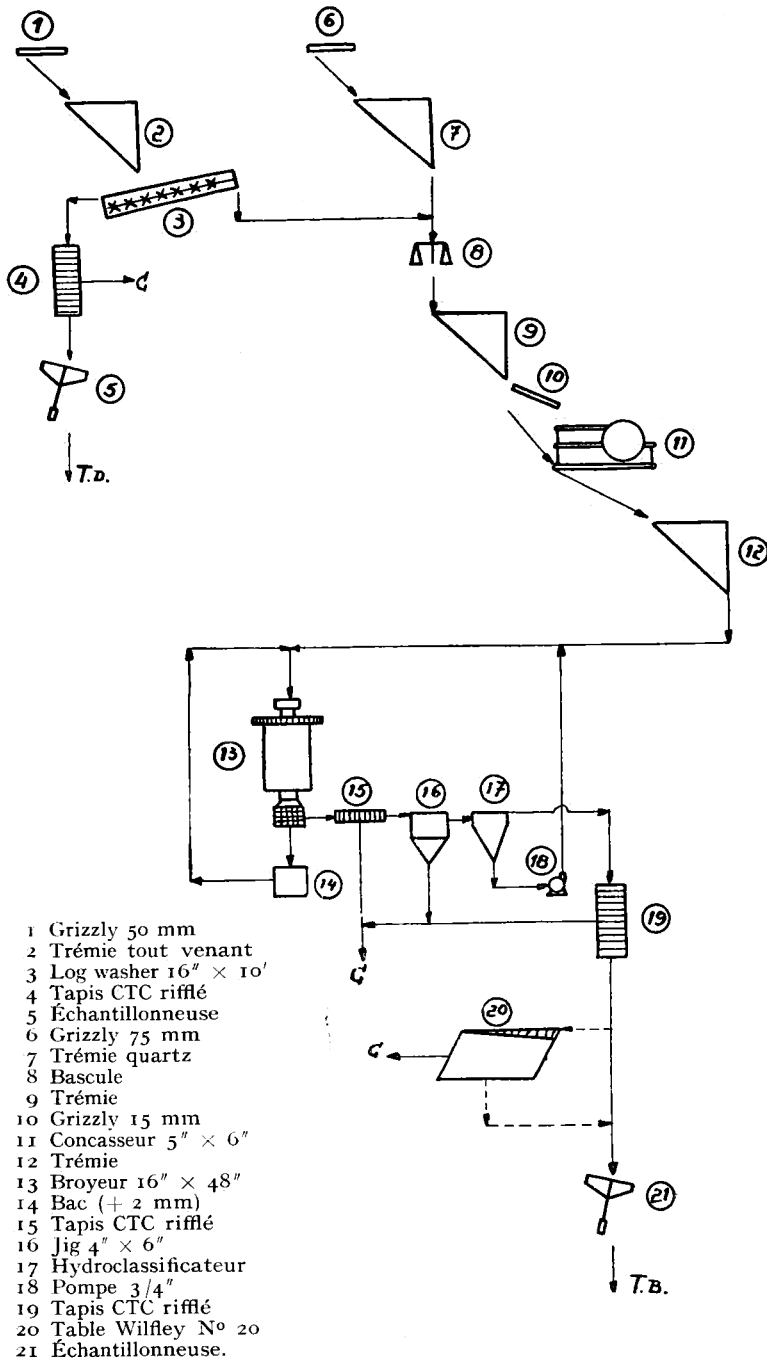 1
6
2
7
3
4
G
8
5
9
10
11
T.D.
12
13
15
16
17
14
18
19
G
20
G
21
T.B.
1 Grizzly 50 mm
2 Trémie tout venant
3 Log washer 16" × 10'
4 Tapis CTC rifflé
5 Échantillonneuse
6 Grizzly 75 mm
7 Trémie quartz
8 Bascule
9 Trémie
10 Grizzly 15 mm
11 Concasseur 5" × 6"
12 Trémie
13 Broyeur 16" × 48"
14 Bac (+ 2 mm)
15 Tapis CTC rifflé
16 Jig 4" × 6"
17 Hydroclassificateur
18 Pompe 3/4"
19 Tapis CTC rifflé
20 Table Wilfley Nº 20
21 Échantillonneuse.